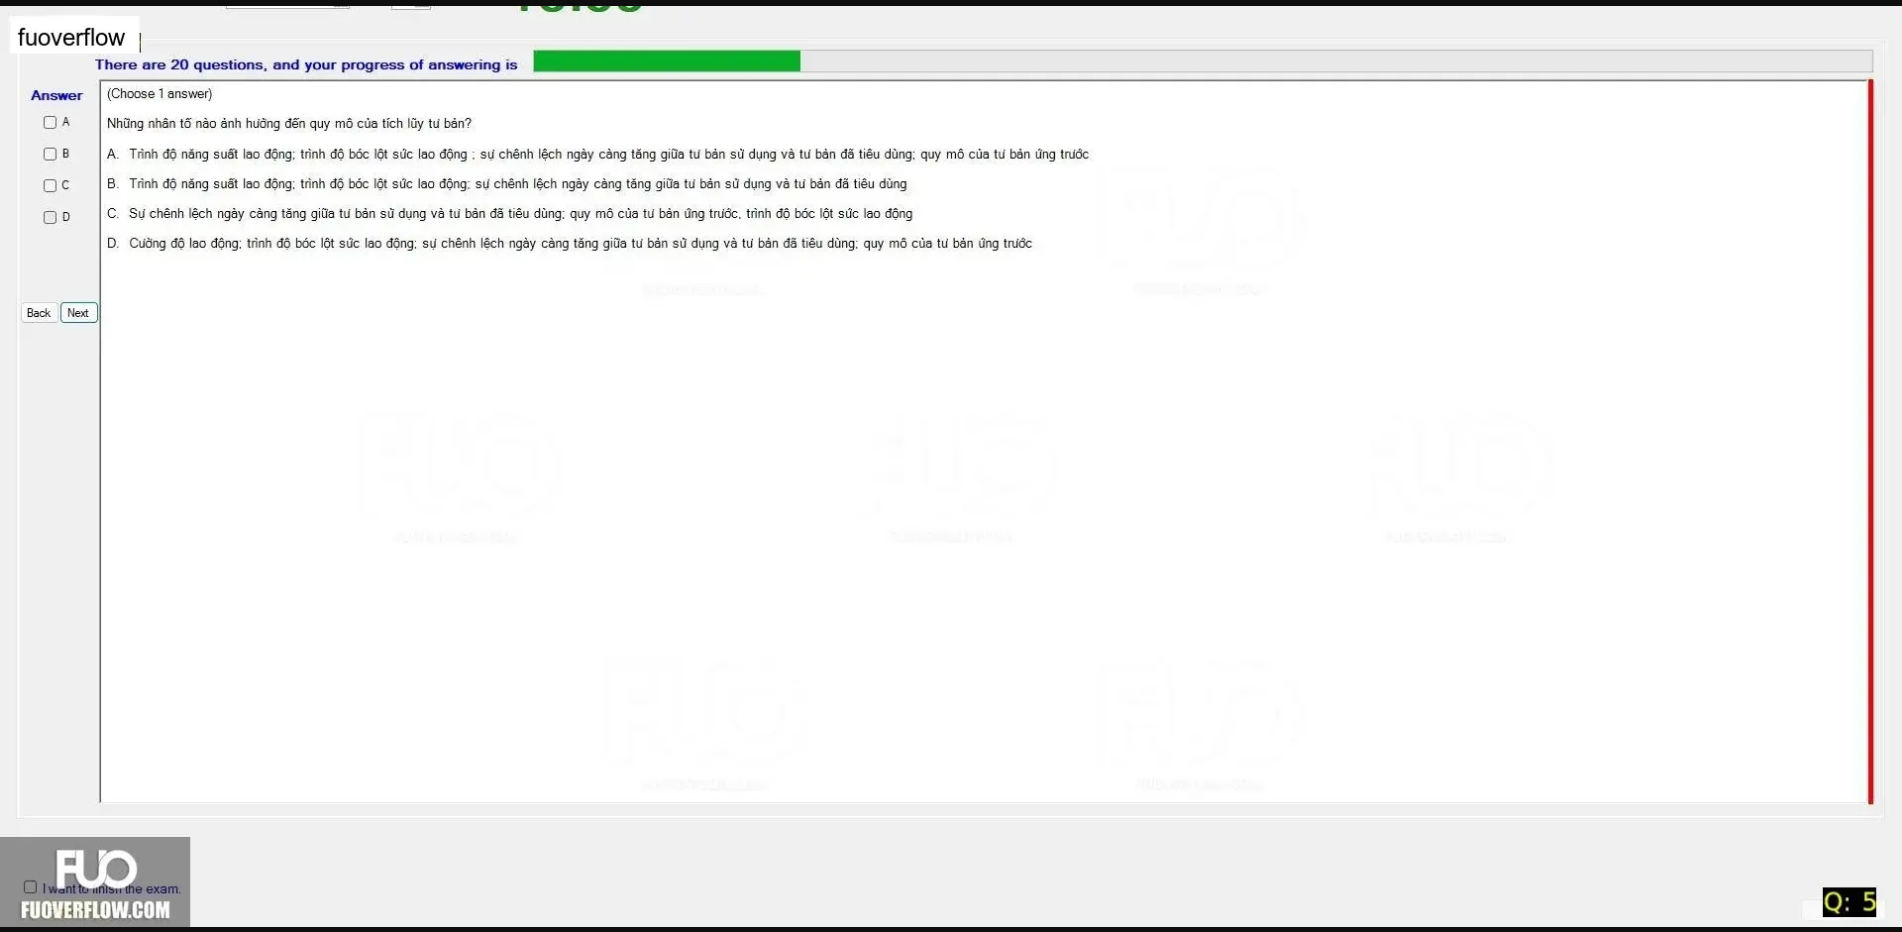 fuoverflow
There are 20 questions, and your progress of answering is
Answer
(Choose 1 answer)
A
B
C
D
Những nhân tố nào ảnh hưởng đến quy mô của tích lũy tư bản?
A. Trình độ năng suất lao động; trình độ bóc lột sức lao động ; sự chênh lệch ngày càng tăng giữa tư bản sử dụng và tư bản đã tiêu dùng; quy mô của tư bản ứng trước
B. Trình độ năng suất lao động; trình độ bóc lột sức lao động; sự chênh lệch ngày càng tăng giữa tư bản sử dụng và tư bản đã tiêu dùng
C. Sự chênh lệch ngày càng tăng giữa tư bản sử dụng và tư bản đã tiêu dùng; quy mô của tư bản ứng trước, trình độ bóc lột sức lao động
D. Cường độ lao động; trình độ bóc lột sức lao động; sự chênh lệch ngày càng tăng giữa tư bản sử dụng và tư bản đã tiêu dùng; quy mô của tư bản ứng trước
Back Next
FUO
I want to finish the exam.
FUOVERFLOW.COM
Q: 5